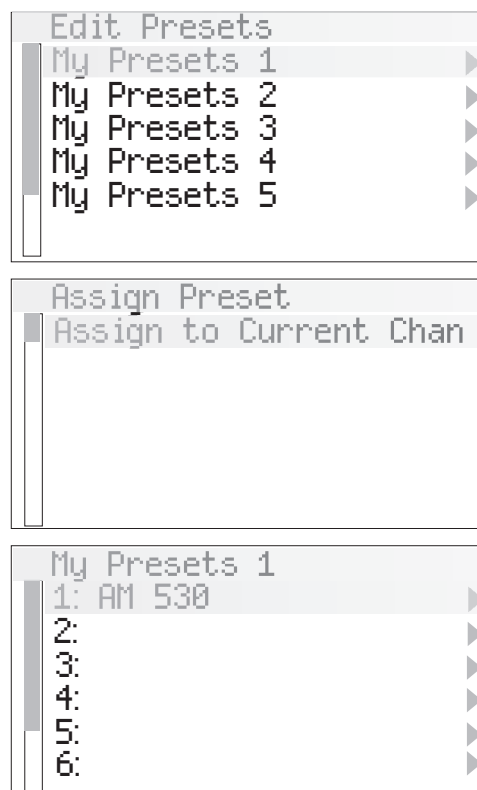 Edit Presets
My Presets 1
My Presets 2
My Presets 3
My Presets 4
My Presets 5
Assign Preset
Assign to Current Chan
My Presets 1
1: AM 530
2:
3:
4:
5:
6: